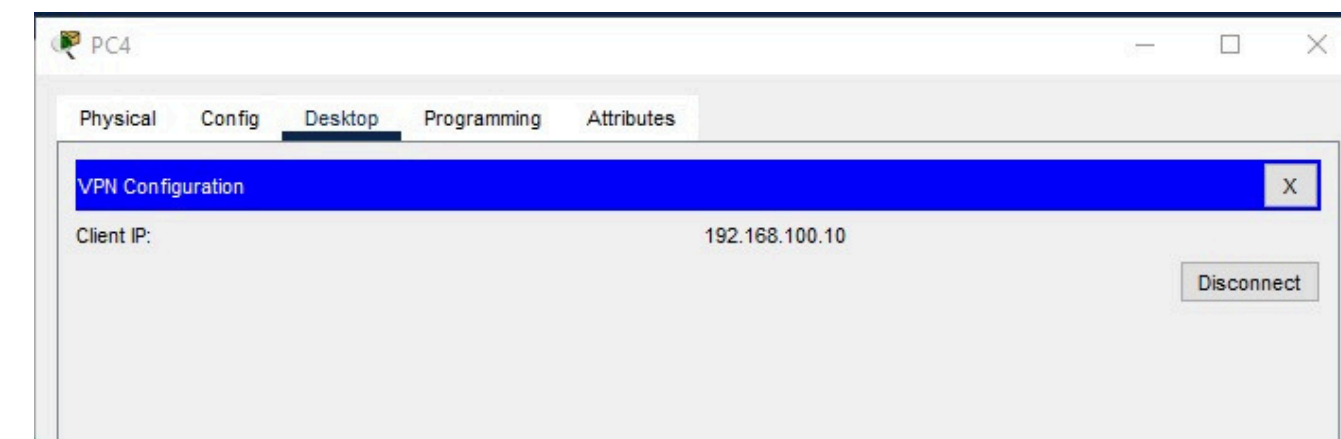 PC4
Physical Config Desktop Programming Attributes
VPN Configuration X
Client IP: 192.168.100.10
Disconnect